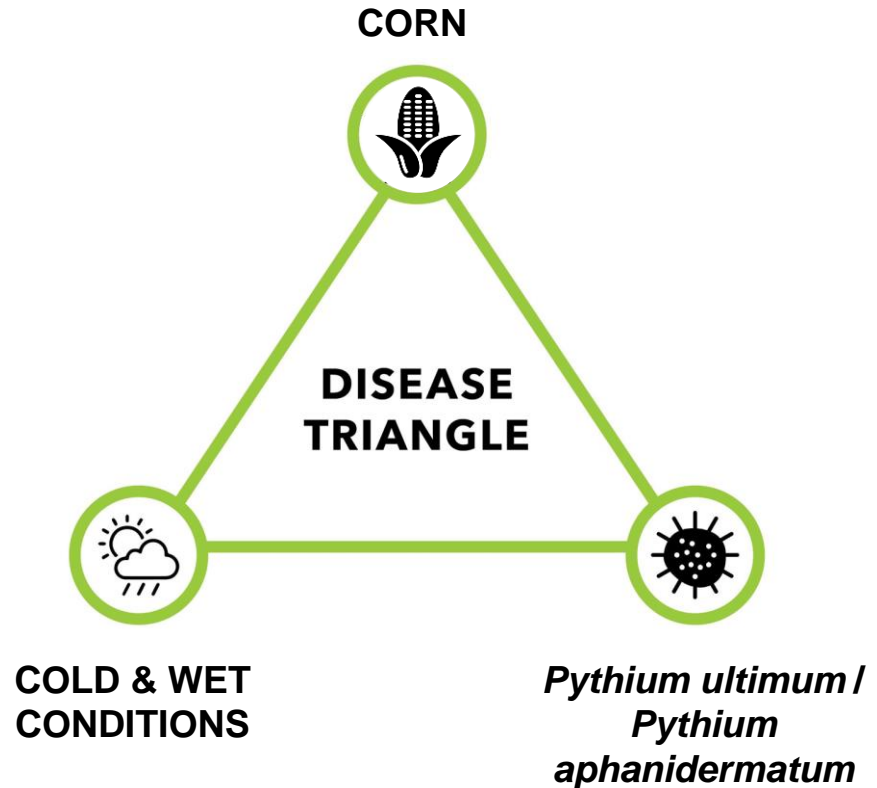 CORN
DISEASE
TRIANGLE
COLD & WET
CONDITIONS
Pythium ultimum /
Pythium
aphanidermatum